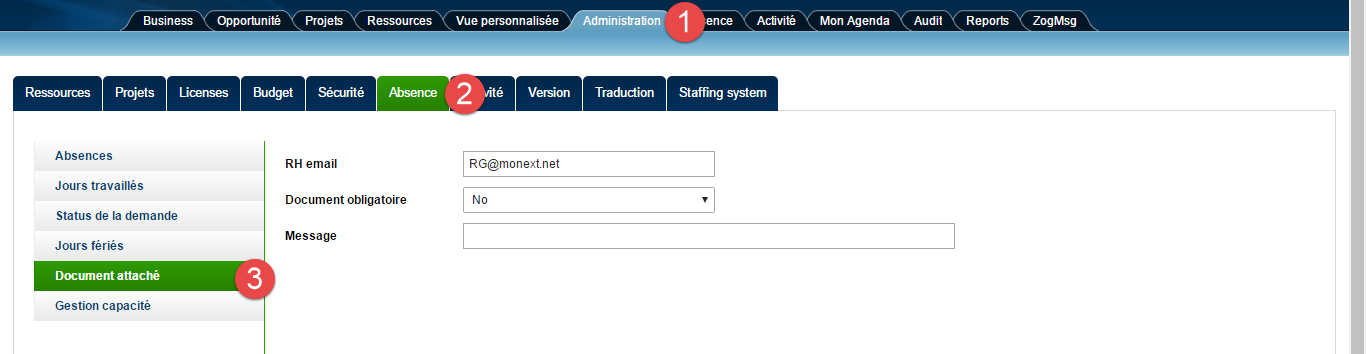 Business Opportunité Projets Ressources Vue personnalisée Administration 1 ence Activité Mon Agenda Audit Reports ZogMsg
Ressources Projets Licenses Budget Sécurité Absence 2 vité Version Traduction Staffing system
Absences
Jours travaillés
Status de la demande
Jours fériés
Document attaché 3
Gestion capacité
RH email RG@monext.net
Document obligatoire No
Message